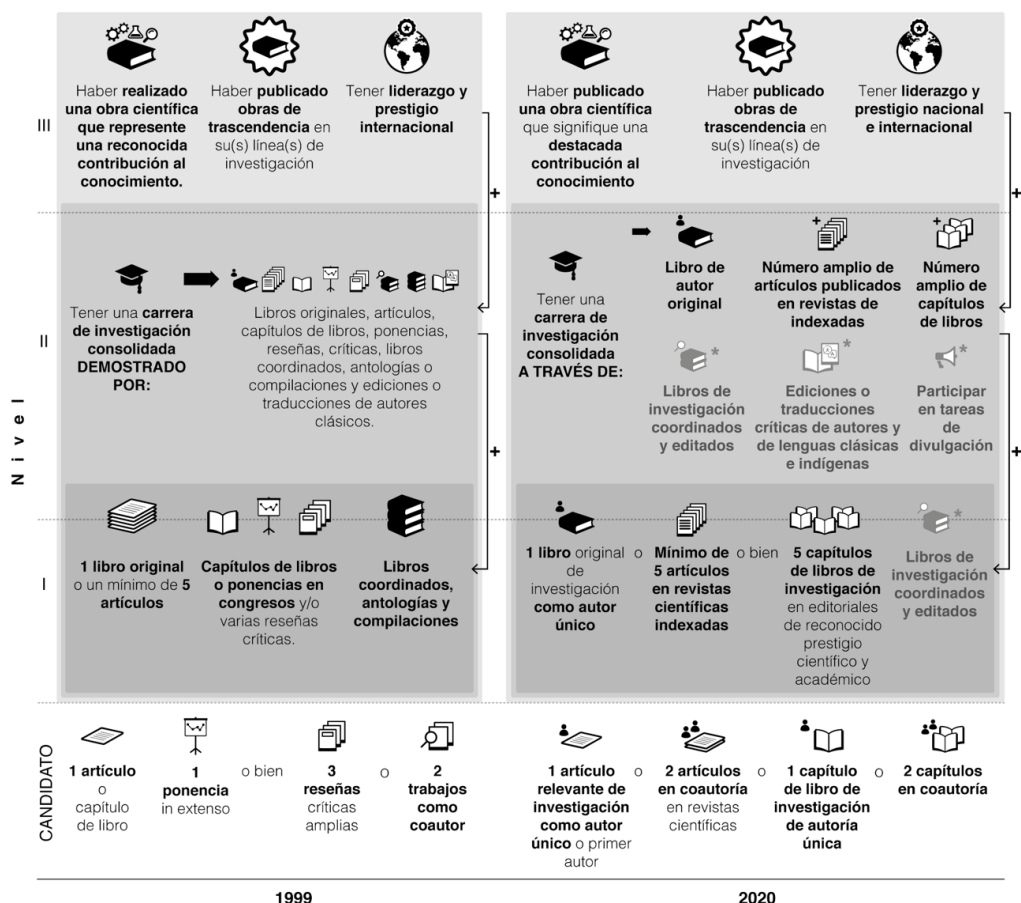 Haber realizado
una obra científica
que represente
una reconocida
contribución al
conocimiento.
Haber publicado
obras de
trascendencia en
su(s) línea(s) de
investigación
Tener liderazgo y
prestigio
internacional
III
+
Tener una carrera
de investigación
consolidada
DEMOSTRADO
POR:
Libros originales, artículos,
capítulos de libros, ponencias,
reseñas, críticas, libros
coordinados, antologías o
compilaciones y ediciones o
traducciones de autores
clásicos.
II
+
Nivel
1 libro original
o un mínimo de 5
artículos
Capítulos de libros
o ponencias en
congresos y/o
varias reseñas
críticas.
Libros
coordinados,
antologías y
compilaciones
I
CANDIDATO
1 artículo
o
capítulo
de libro
1
ponencia
in extenso
o bien
3
reseñas
críticas
amplias
o
2
trabajos
como
coautor
1999
Haber publicado
una obra científica
que signifique una
destacada
contribución al
conocimiento
Haber publicado
obras de
trascendencia en
su(s) línea(s) de
investigación
Tener liderazgo y
prestigio nacional
e internacional
+
Tener una
carrera de
investigación
consolidada
A TRAVÉS DE:
Libro de
autor
original
+
Número amplio de
artículos publicados
en revistas de
indexadas
+
Número
amplio de
capítulos
de libros
*
Libros de
investigación
coordinados
y editados
*
Ediciones o
traducciones
críticas de autores y
de lenguas clásicas
e indígenas
*
Participar
en tareas
de
divulgación
+
1 libro original
de
investigación
como autor
único
o
Mínimo de
5 artículos
en revistas
científicas
indexadas
o bien
5 capítulos
de libros de
investigación
en editoriales
de reconocido
prestigio
científico y
académico
*
Libros de
investigación
coordinados
y editados
1 artículo
relevante de
investigación
como autor
único o primer
autor
o
2 artículos
en coautoría
en revistas
científicas
o
1 capítulo
de libro de
investigación
de autoría
única
o
2 capítulos
en coautoría
2020